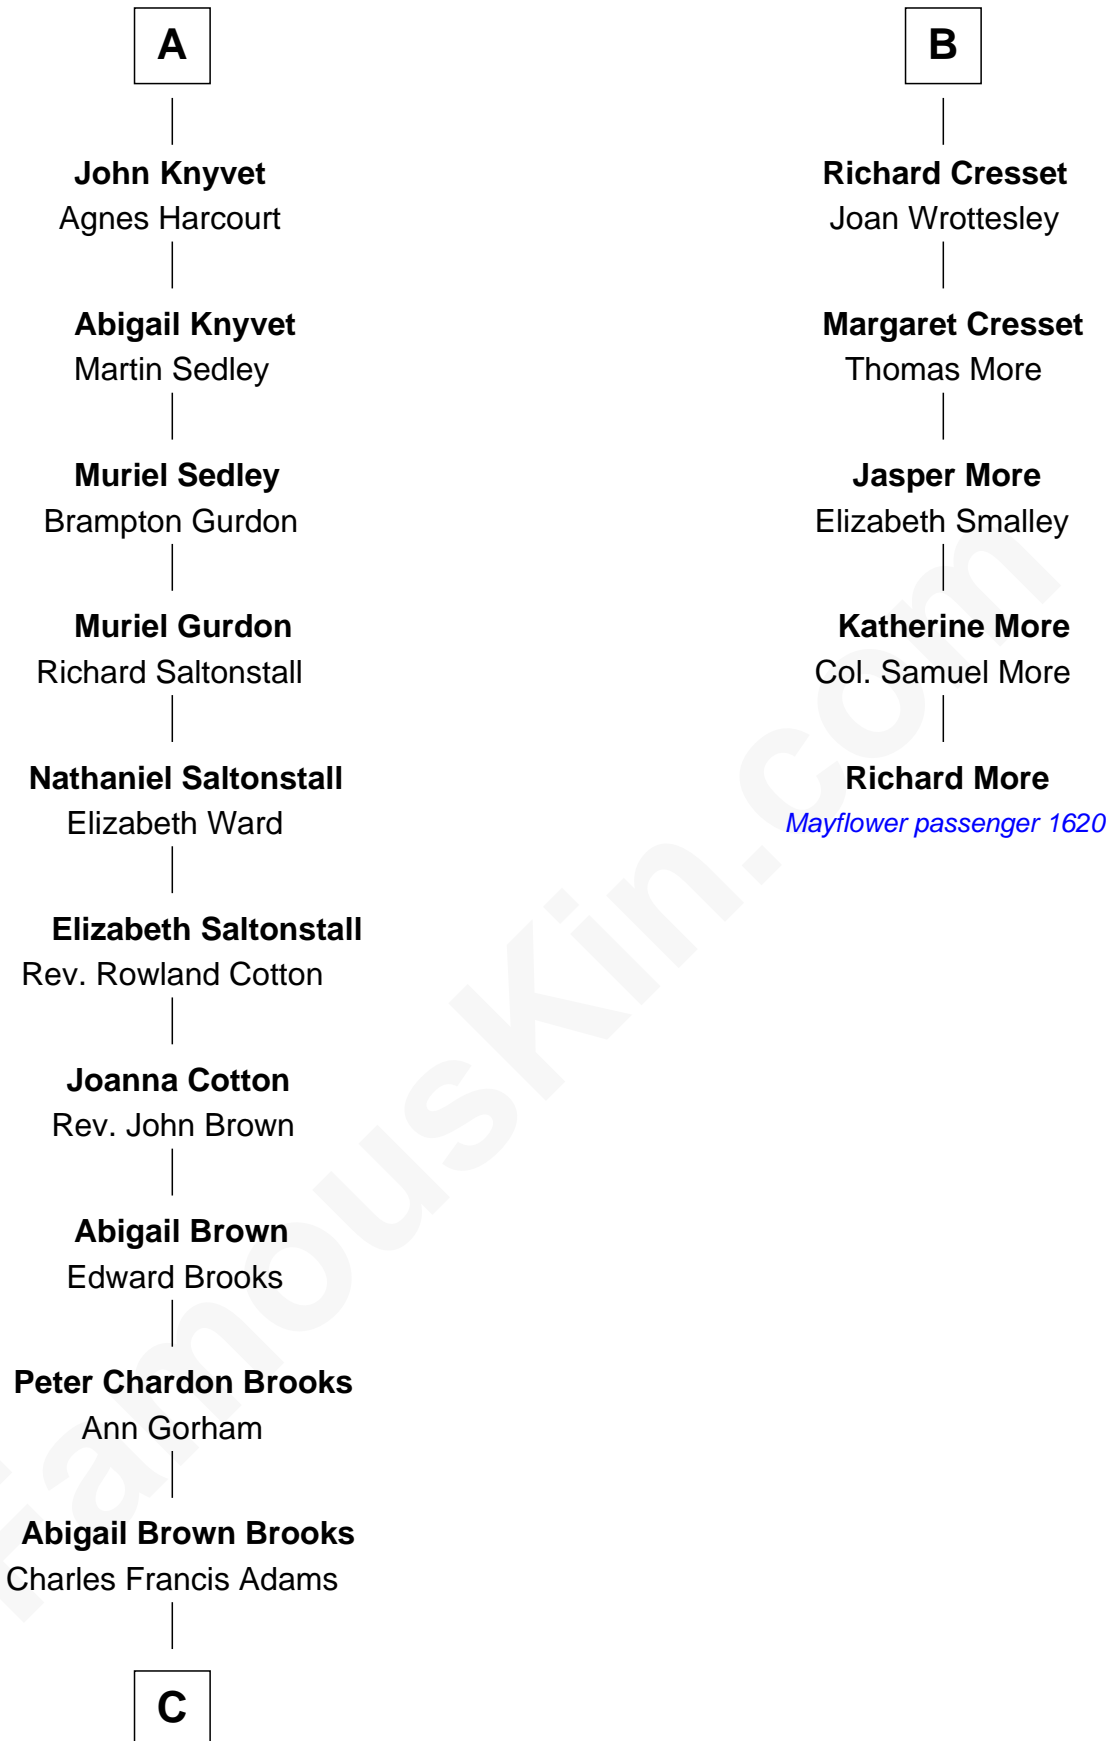 A
John Knyvet
Agnes Harcourt
Abigail Knyvet
Martin Sedley
Muriel Sedley
Brampton Gurdon
Muriel Gurdon
Richard Saltonstall
Nathaniel Saltonstall
Elizabeth Ward
Elizabeth Saltonstall
Rev. Rowland Cotton
Joanna Cotton
Rev. John Brown
Abigail Brown
Edward Brooks
Peter Chardon Brooks
Ann Gorham
Abigail Brown Brooks
Charles Francis Adams
C
B
Richard Cresset
Joan Wrottesley
Margaret Cresset
Thomas More
Jasper More
Elizabeth Smalley
Katherine More
Col. Samuel More
Richard More
Mayflower passenger 1620
FamousKin.com